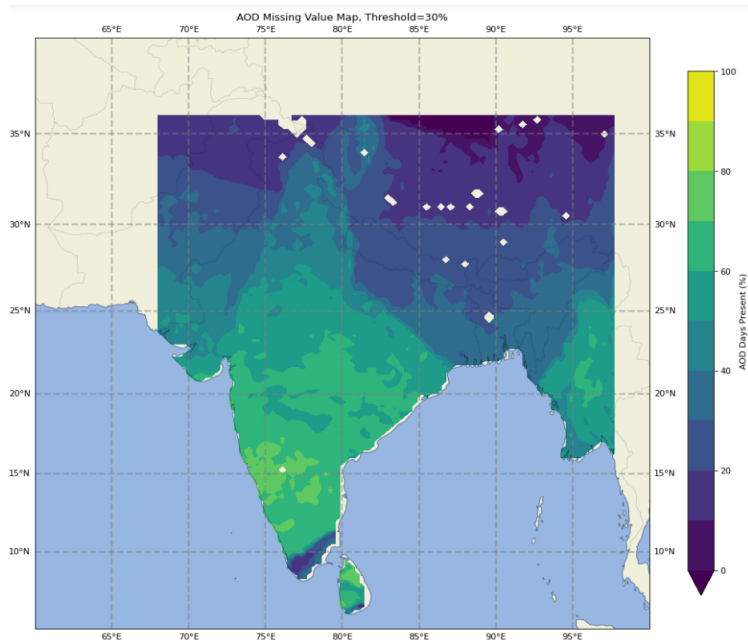 AOD Missing Value Map, Threshold=30%
65°E 70°E 75°E 80°E 85°E 90°E 95°E
100
35°N 35°N
80
30°N 30°N
60
25°N 25°N
AOD Days Present (%)
40
20°N 20°N
20
15°N 15°N
10°N 10°N
0
65°E 70°E 75°E 80°E 85°E 90°E 95°E